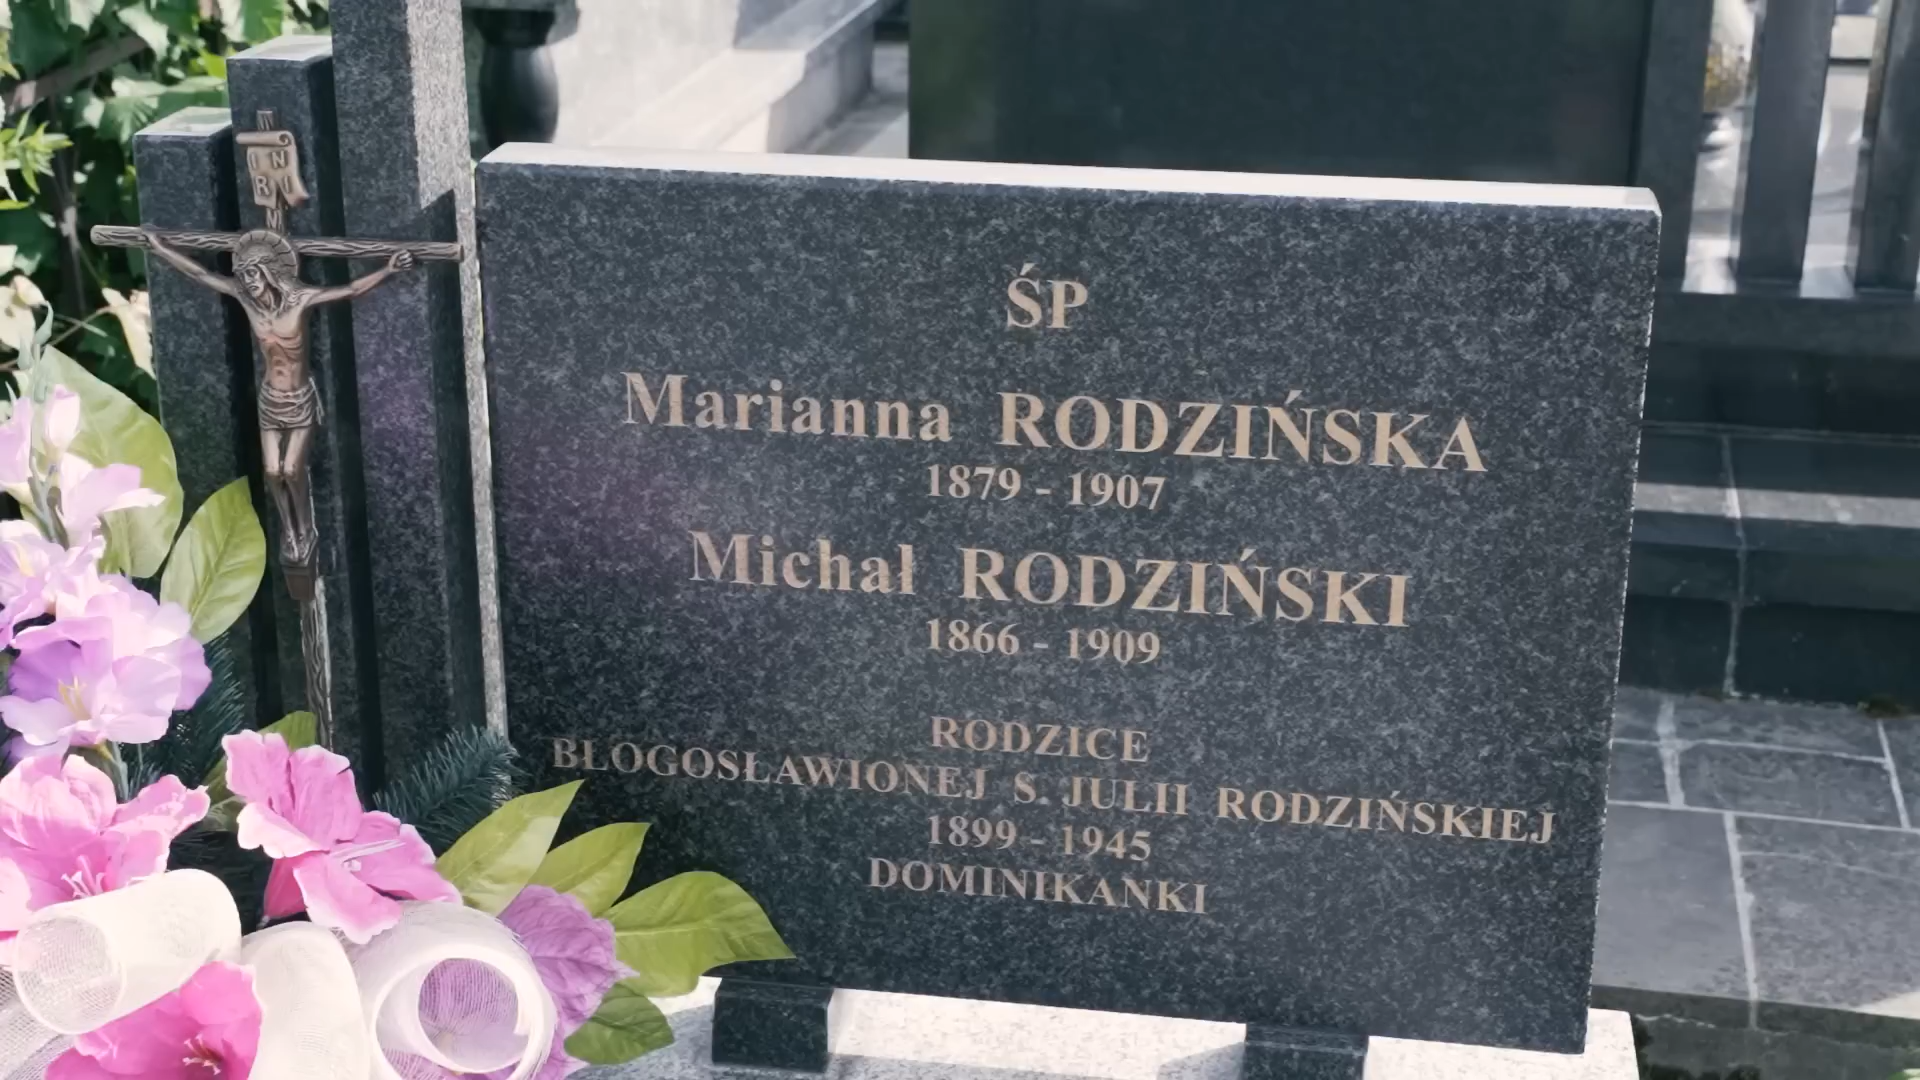 INRI
M
ŚP
Marianna RODZIŃSKA
1879 - 1907
Michał RODZIŃSKI
1866 - 1909
RODZICE
BŁOGOSŁAWIONEJ S. JULII RODZIŃSKIEJ
1899 - 1945
DOMINIKANKI